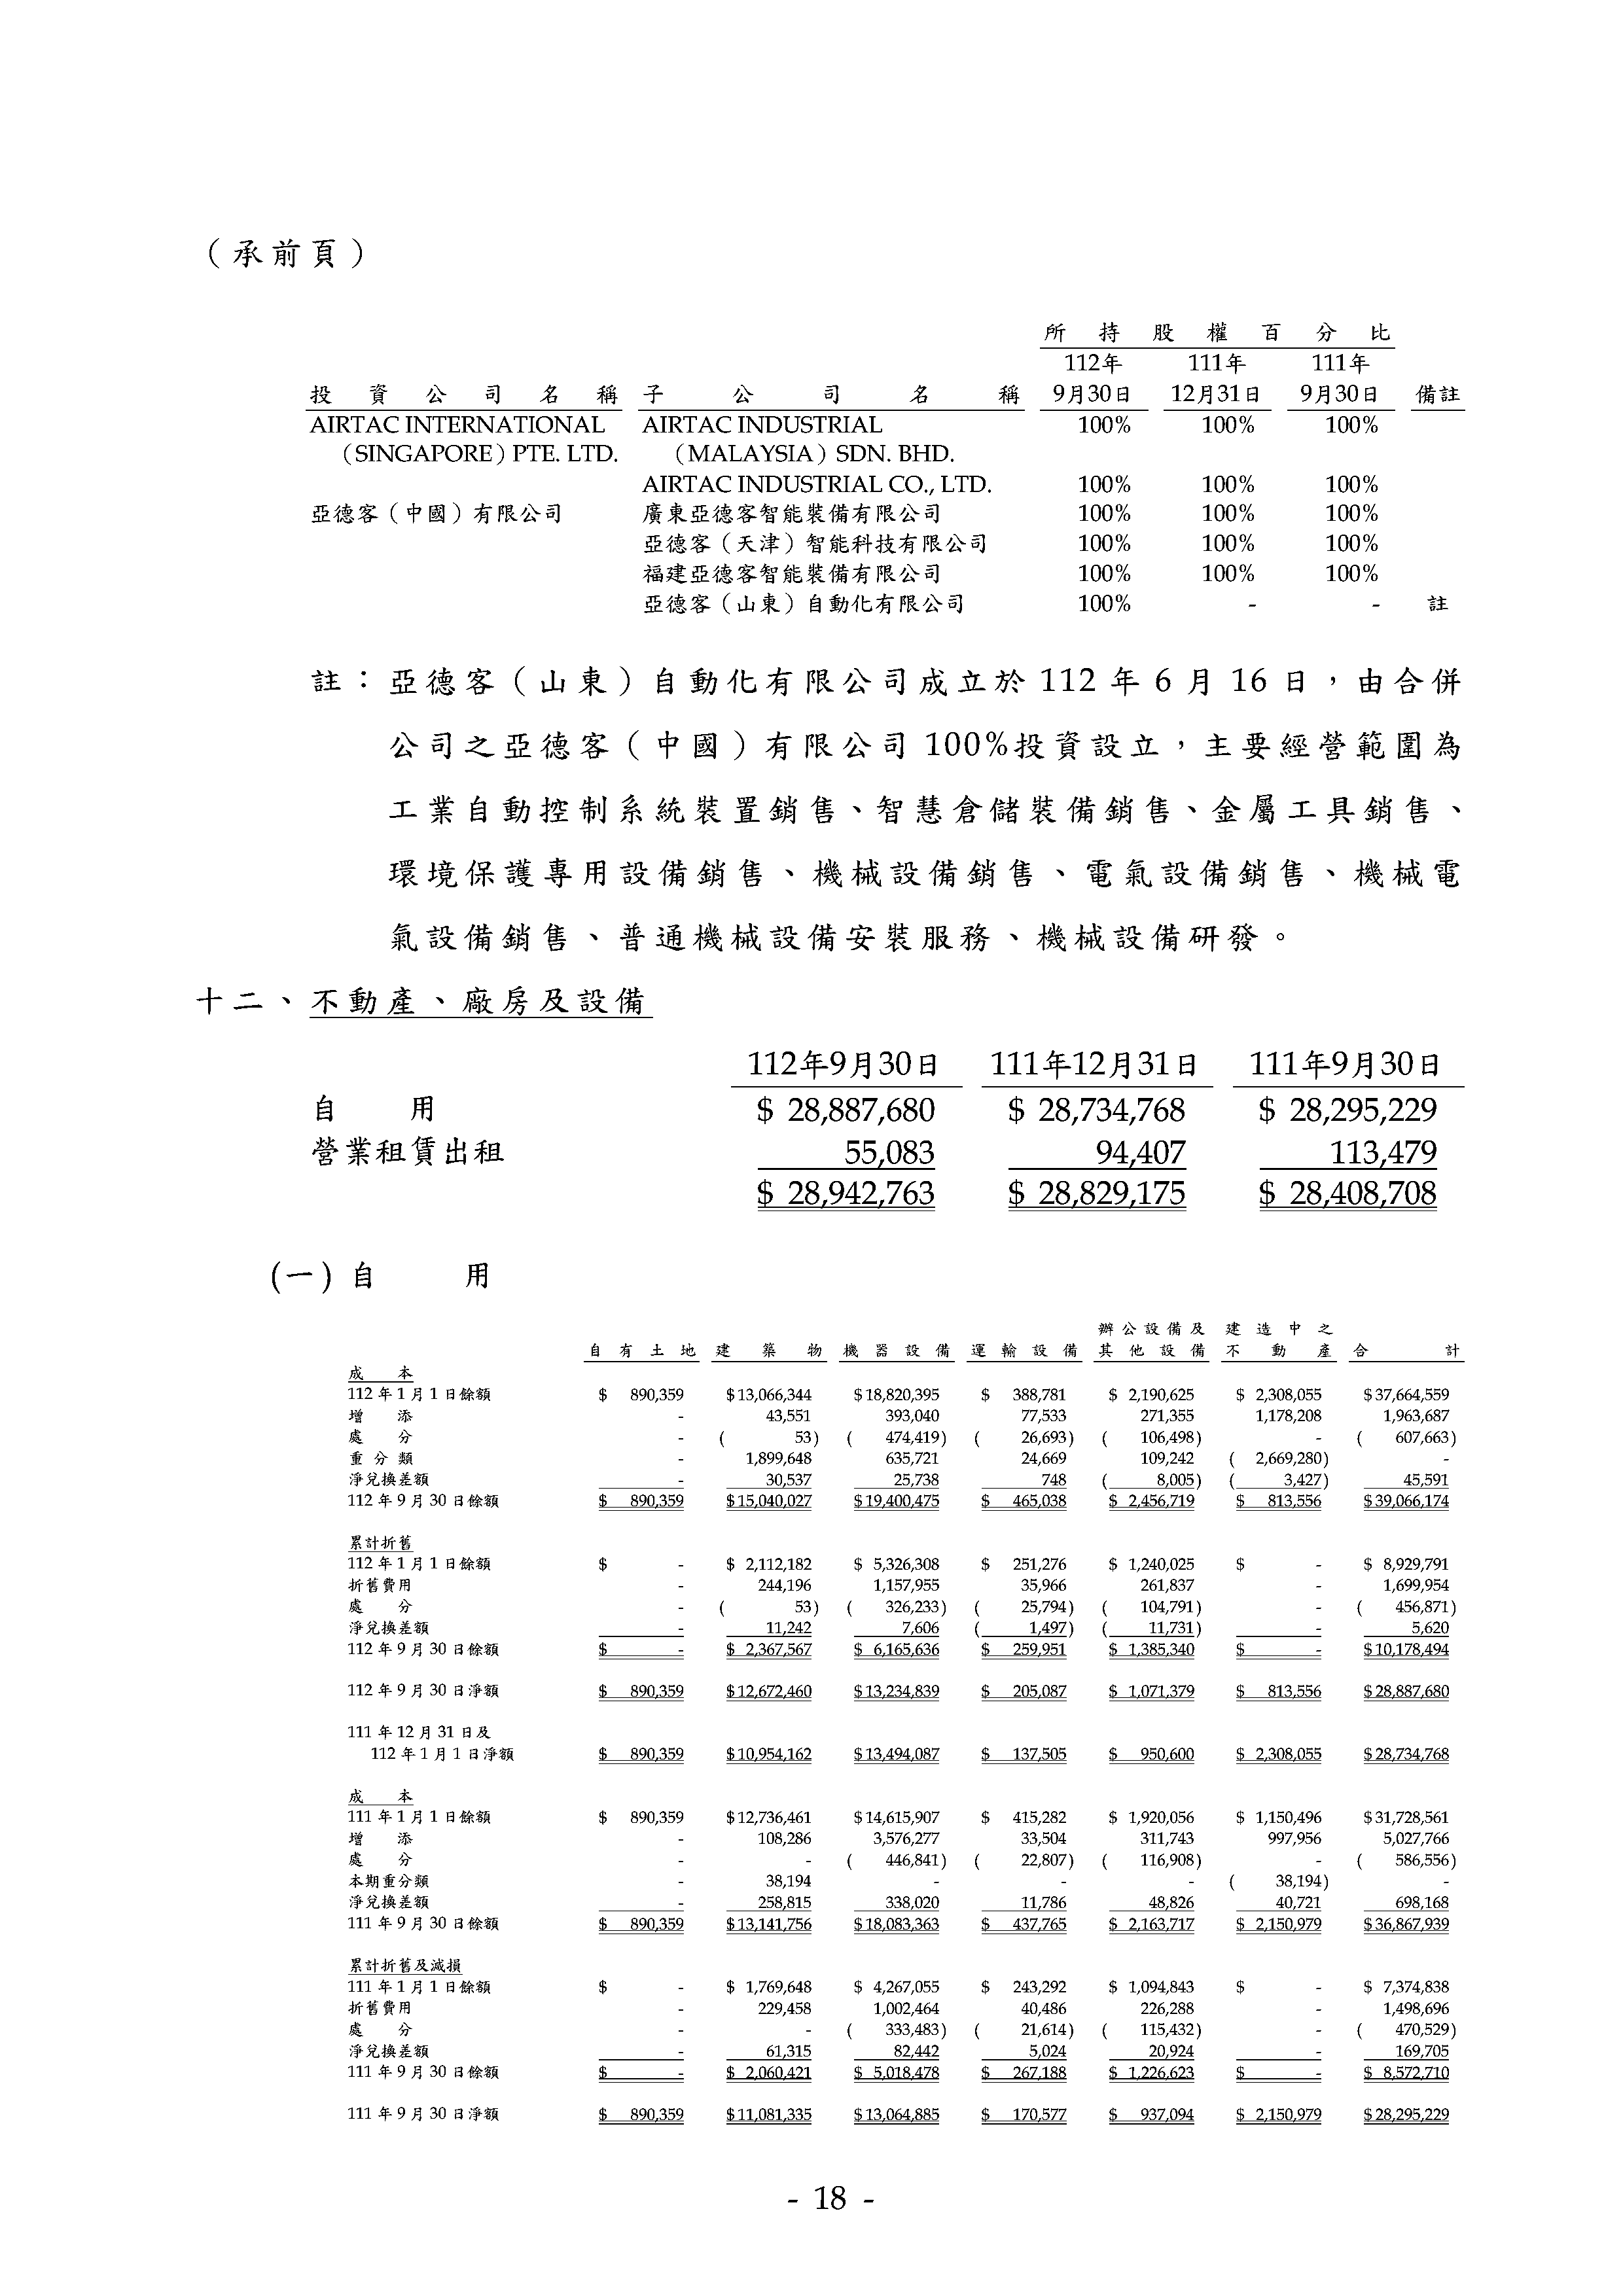 （承前頁）
所持股權百分比
112年 111年 111年
投資公司名稱 子公司名稱 9月30日 12月31日 9月30日 備註
AIRTAC INTERNATIONAL AIRTAC INDUSTRIAL 100% 100% 100%
（SINGAPORE）PTE. LTD. （MALAYSIA）SDN. BHD.
AIRTAC INDUSTRIAL CO., LTD. 100% 100% 100%
亞德客（中國）有限公司 廣東亞德客智能裝備有限公司 100% 100% 100%
亞德客（天津）智能科技有限公司 100% 100% 100%
福建亞德客智能裝備有限公司 100% 100% 100%
亞德客（山東）自動化有限公司 100% - - 註
註：亞德客（山東）自動化有限公司成立於 112 年 6 月 16 日，由合併
公司之亞德客（中國）有限公司 100%投資設立，主要經營範圍為
工業自動控制系統裝置銷售、智慧倉儲裝備銷售、金屬工具銷售、
環境保護專用設備銷售、機械設備銷售、電氣設備銷售、機械電
氣設備銷售、普通機械設備安裝服務、機械設備研發。
十二、不動產、廠房及設備
112年9月30日 111年12月31日 111年9月30日
自用 $ 28,887,680 $ 28,734,768 $ 28,295,229
營業租賃出租 55,083 94,407 113,479
$ 28,942,763 $ 28,829,175 $ 28,408,708
(一) 自用
辦公設備及 建造中之
自有土地 建築物 機器設備 運輸設備 其他設備 不動產 合計
成本
112 年 1 月 1 日餘額 $ 890,359 $13,066,344 $18,820,395 $ 388,781 $ 2,190,625 $ 2,308,055 $37,664,559
增添 - 43,551 393,040 77,533 271,355 1,178,208 1,963,687
處分 - ( 53) ( 474,419) ( 26,693) ( 106,498) - ( 607,663)
重分類 - 1,899,648 635,721 24,669 109,242 ( 2,669,280) -
淨兌換差額 - 30,537 25,738 748 ( 8,005) ( 3,427) 45,591
112 年 9 月 30 日餘額 $ 890,359 $15,040,027 $19,400,475 $ 465,038 $ 2,456,719 $ 813,556 $39,066,174
累計折舊
112 年 1 月 1 日餘額 $ - $ 2,112,182 $ 5,326,308 $ 251,276 $ 1,240,025 $ - $ 8,929,791
折舊費用 - 244,196 1,157,955 35,966 261,837 - 1,699,954
處分 - ( 53) ( 326,233) ( 25,794) ( 104,791) - ( 456,871)
淨兌換差額 - 11,242 7,606 ( 1,497) ( 11,731) - 5,620
112 年 9 月 30 日餘額 $ - $ 2,367,567 $ 6,165,636 $ 259,951 $ 1,385,340 $ - $10,178,494
112 年 9 月 30 日淨額 $ 890,359 $12,672,460 $13,234,839 $ 205,087 $ 1,071,379 $ 813,556 $28,887,680
111 年 12 月 31 日及
112 年 1 月 1 日淨額 $ 890,359 $10,954,162 $13,494,087 $ 137,505 $ 950,600 $ 2,308,055 $28,734,768
成本
111 年 1 月 1 日餘額 $ 890,359 $12,736,461 $14,615,907 $ 415,282 $ 1,920,056 $ 1,150,496 $31,728,561
增添 - 108,286 3,576,277 33,504 311,743 997,956 5,027,766
處分 - - ( 446,841) ( 22,807) ( 116,908) - ( 586,556)
本期重分類 - 38,194 - - - ( 38,194) -
淨兌換差額 - 258,815 338,020 11,786 48,826 40,721 698,168
111 年 9 月 30 日餘額 $ 890,359 $13,141,756 $18,083,363 $ 437,765 $ 2,163,717 $ 2,150,979 $36,867,939
累計折舊及減損
111 年 1 月 1 日餘額 $ - $ 1,769,648 $ 4,267,055 $ 243,292 $ 1,094,843 $ - $ 7,374,838
折舊費用 - 229,458 1,002,464 40,486 226,288 - 1,498,696
處分 - - ( 333,483) ( 21,614) ( 115,432) - ( 470,529)
淨兌換差額 - 61,315 82,442 5,024 20,924 - 169,705
111 年 9 月 30 日餘額 $ - $ 2,060,421 $ 5,018,478 $ 267,188 $ 1,226,623 $ - $ 8,572,710
111 年 9 月 30 日淨額 $ 890,359 $11,081,335 $13,064,885 $ 170,577 $ 937,094 $ 2,150,979 $28,295,229
- 18 -